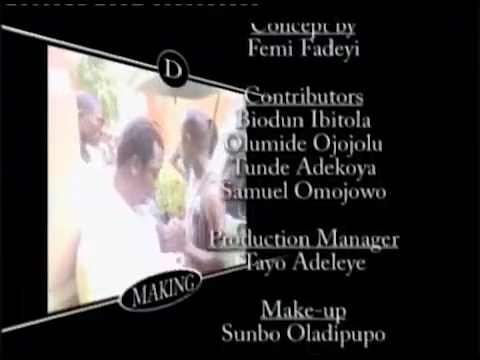 Concept by
Femi Fadeyi
D
Contributors
Biodun Ibitola
Olumide Ojojolu
Tunde Adekoya
Samuel Omojowo
Production Manager
Tayo Adeleye
MAKING
Make-up
Sunbo Oladipupo